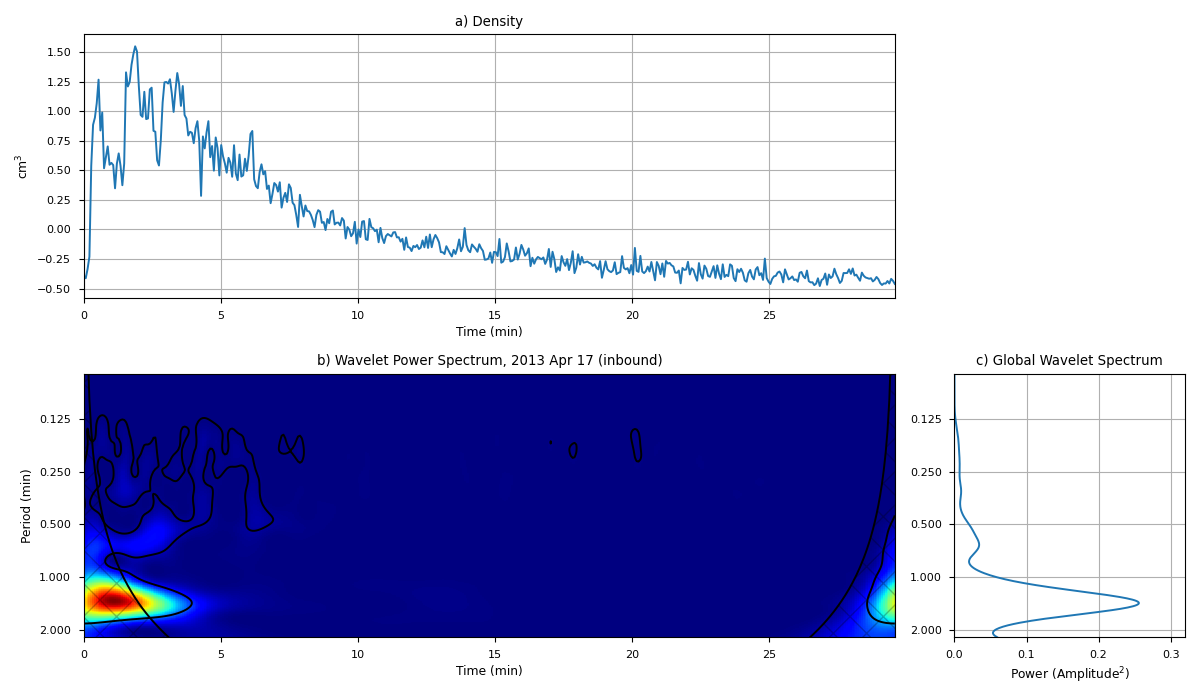 a) Density
cm³
1.50
1.25
1.00
0.75
0.50
0.25
0.00
−0.25
−0.50
0 5 10 15 20 25
Time (min)
b) Wavelet Power Spectrum, 2013 Apr 17 (inbound)
Period (min)
0.125
0.250
0.500
1.000
2.000
0 5 10 15 20 25
Time (min)
c) Global Wavelet Spectrum
0.125
0.250
0.500
1.000
2.000
0.0 0.1 0.2 0.3
Power (Amplitude²)